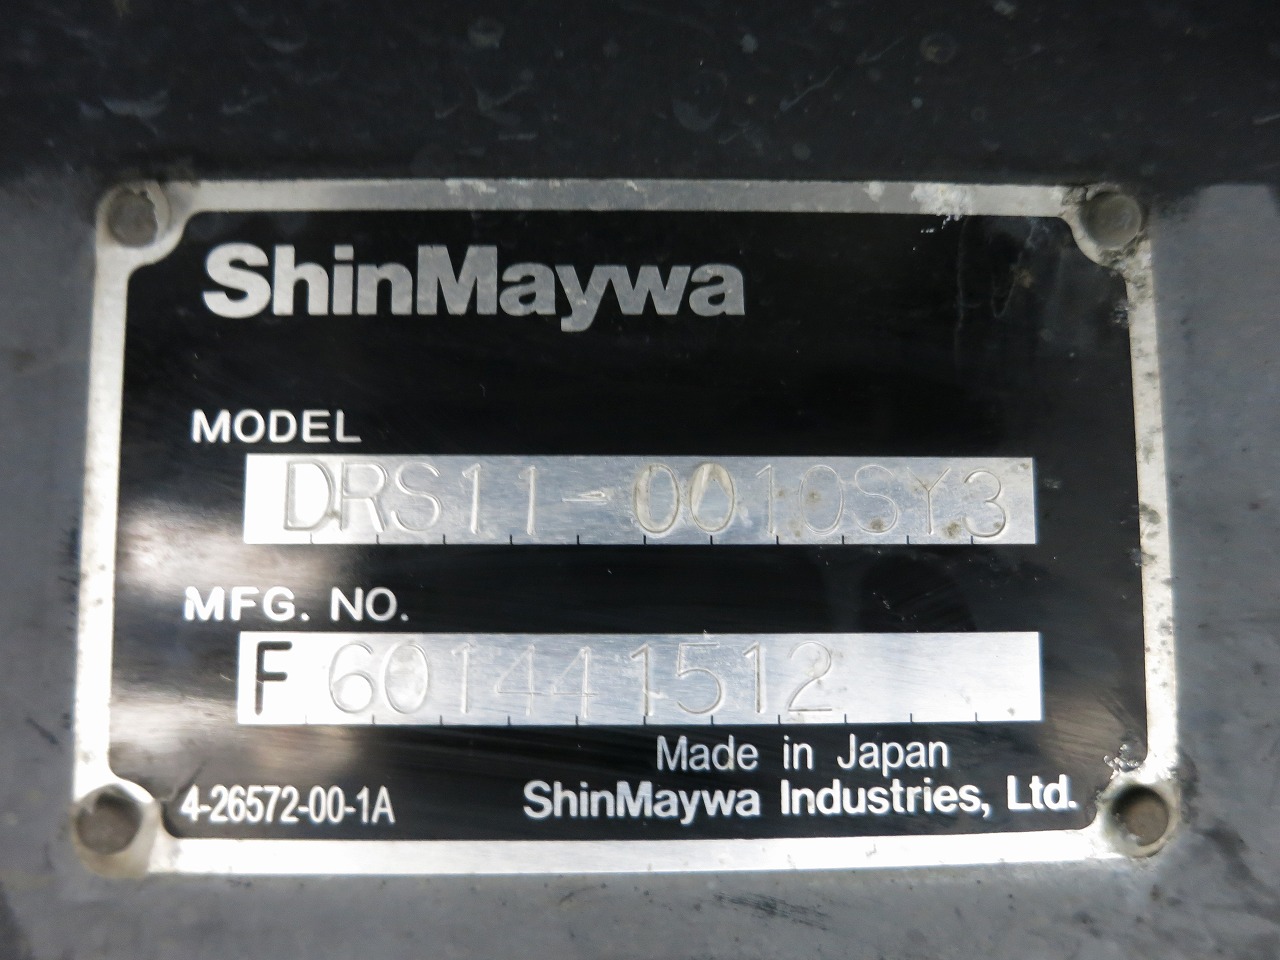 ShinMaywa
MODEL
DRS11-0010SY3
MFG. NO.
F 601441512
Made in Japan
4-26572-00-1A
ShinMaywa Industries, Ltd.